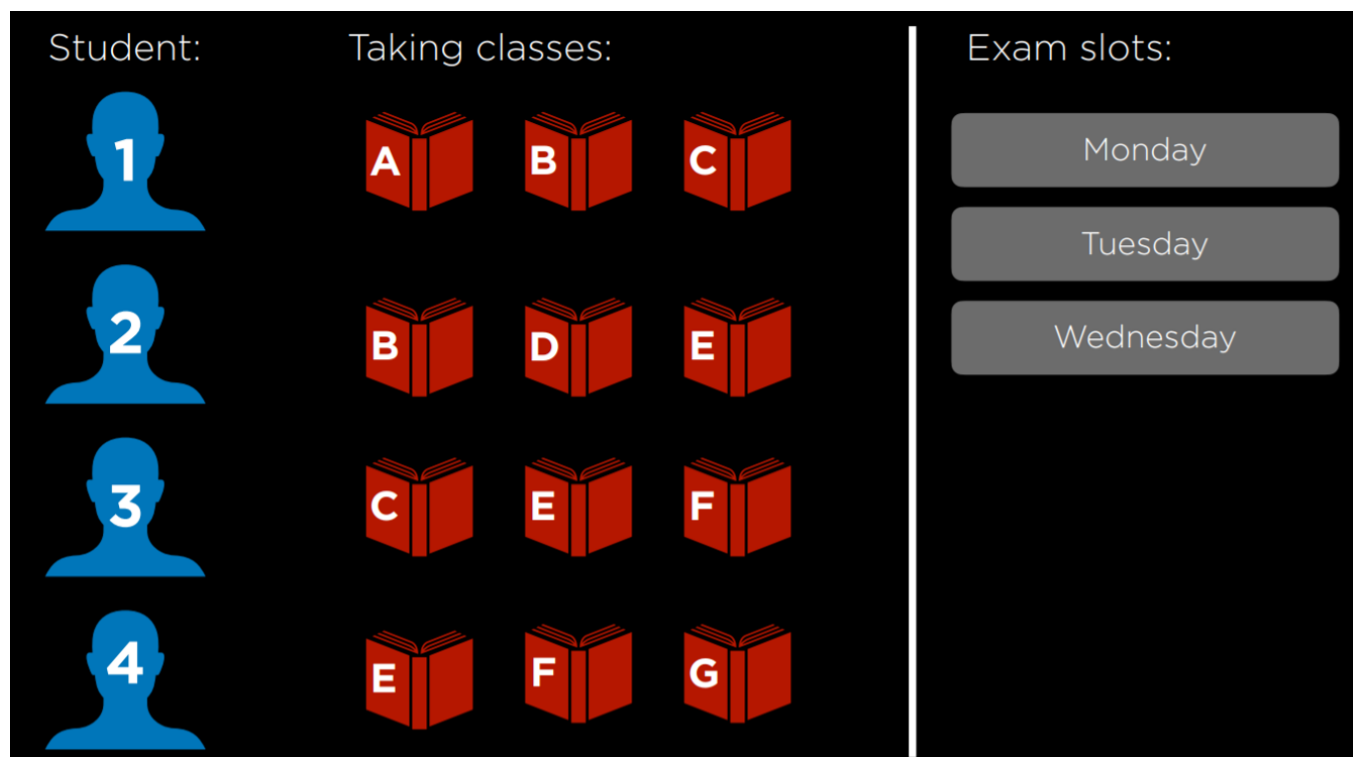 Student: Taking classes: Exam slots:
1 A B C Monday
Tuesday
2 B D E Wednesday
3 C E F
4 E F G